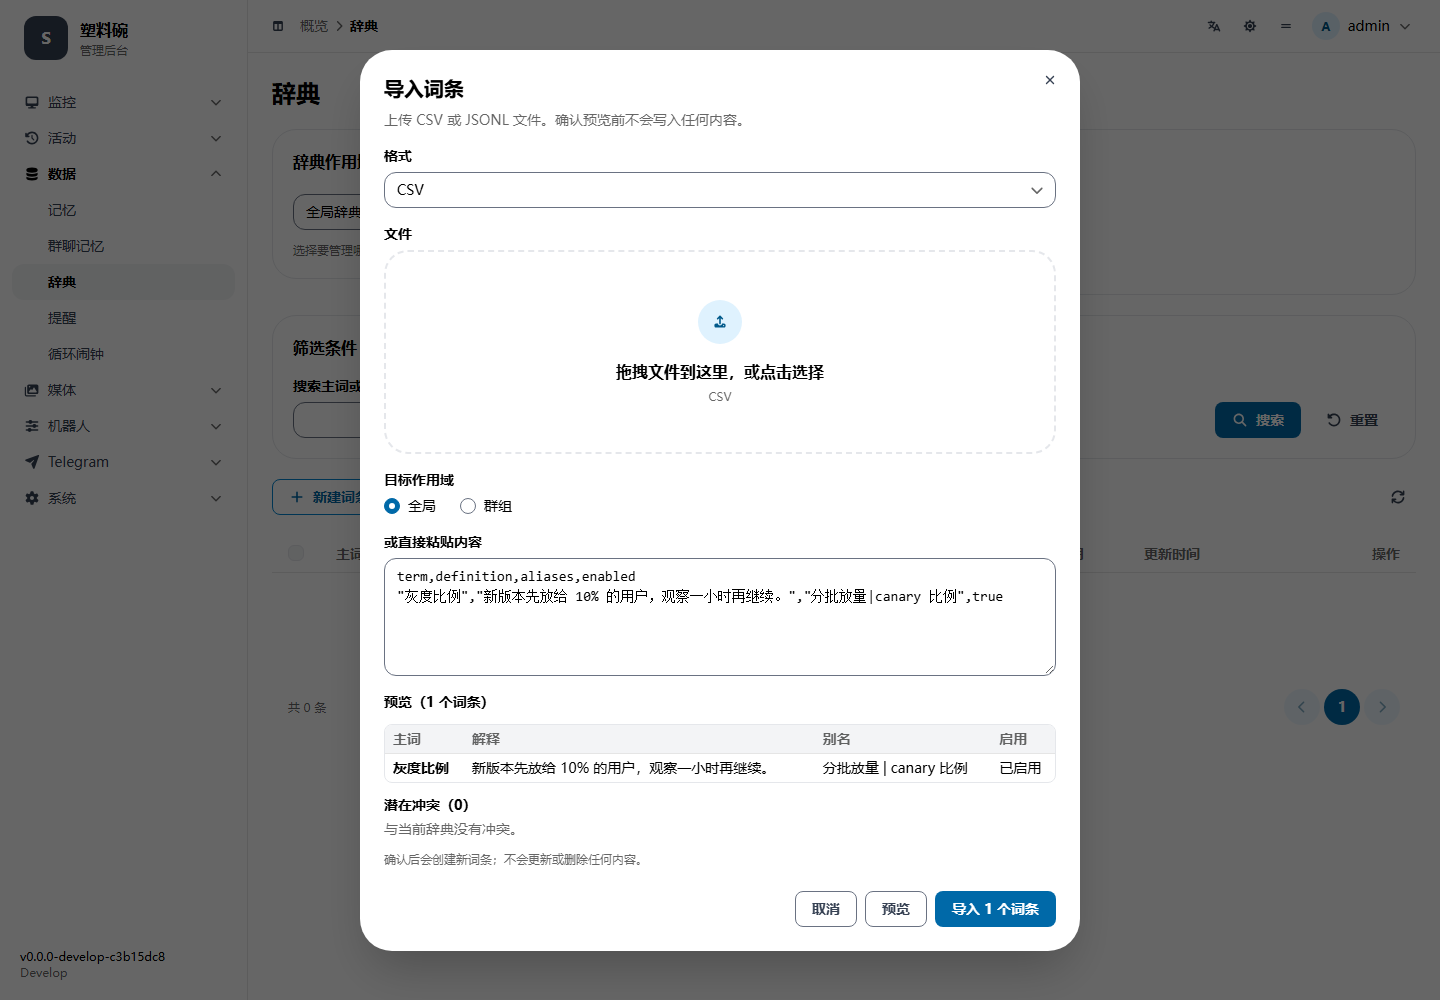 S
塑料碗
管理后台
监控
活动
数据
记忆
群聊记忆
辞典
提醒
循环闹钟
媒体
机器人
Telegram
系统
v0.0.0-develop-c3b15dc8
Develop
概览 > 辞典
A admin
辞典
辞典作用
全局辞典
选择要管理
筛选条件
搜索主词或
搜索
重置
新建词条
主词
更新时间
操作
共 0 条
1
导入词条
上传 CSV 或 JSONL 文件。确认预览前不会写入任何内容。
格式
CSV
文件
拖拽文件到这里，或点击选择
CSV
目标作用域
全局
群组
或直接粘贴内容
term,definition,aliases,enabled
"灰度比例","新版本先放给 10% 的用户，观察一小时再继续。","分批放量|canary 比例",true
预览（1 个词条）
主词 解释 别名 启用
灰度比例 新版本先放给 10% 的用户，观察一小时再继续。 分批放量 | canary 比例 已启用
潜在冲突（0）
与当前辞典没有冲突。
确认后会创建新词条；不会更新或删除任何内容。
取消
预览
导入 1 个词条